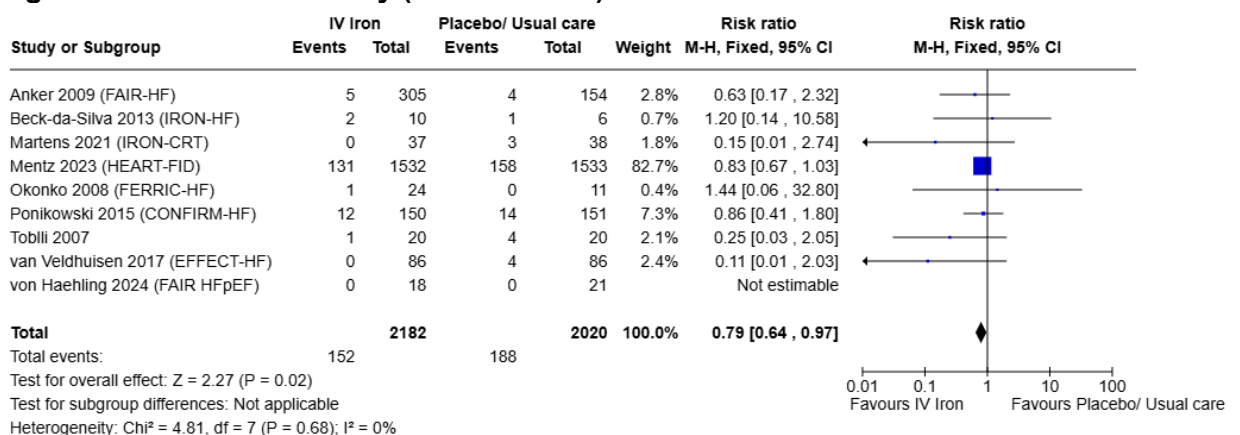 IV Iron Placebo/ Usual care Risk ratio Risk ratio
Study or Subgroup Events Total Events Total Weight M-H, Fixed, 95% CI M-H, Fixed, 95% CI
Anker 2009 (FAIR-HF) 5 305 4 154 2.8% 0.63 [0.17 , 2.32]
Beck-da-Silva 2013 (IRON-HF) 2 10 1 6 0.7% 1.20 [0.14 , 10.58]
Martens 2021 (IRON-CRT) 0 37 3 38 1.8% 0.15 [0.01 , 2.74]
Mentz 2023 (HEART-FID) 131 1532 158 1533 82.7% 0.83 [0.67 , 1.03]
Okonko 2008 (FERRIC-HF) 1 24 0 11 0.4% 1.44 [0.06 , 32.80]
Ponikowski 2015 (CONFIRM-HF) 12 150 14 151 7.3% 0.86 [0.41 , 1.80]
Toblli 2007 1 20 4 20 2.1% 0.25 [0.03 , 2.05]
van Veldhuisen 2017 (EFFECT-HF) 0 86 4 86 2.4% 0.11 [0.01 , 2.03]
von Haehling 2024 (FAIR HFpEF) 0 18 0 21 Not estimable
Total 2182 2020 100.0% 0.79 [0.64 , 0.97]
Total events: 152 188
Test for overall effect: Z = 2.27 (P = 0.02)
0.01 0.1 1 10 100
Test for subgroup differences: Not applicable
Favours IV Iron Favours Placebo/ Usual care
Heterogeneity: Chi² = 4.81, df = 7 (P = 0.68); I² = 0%